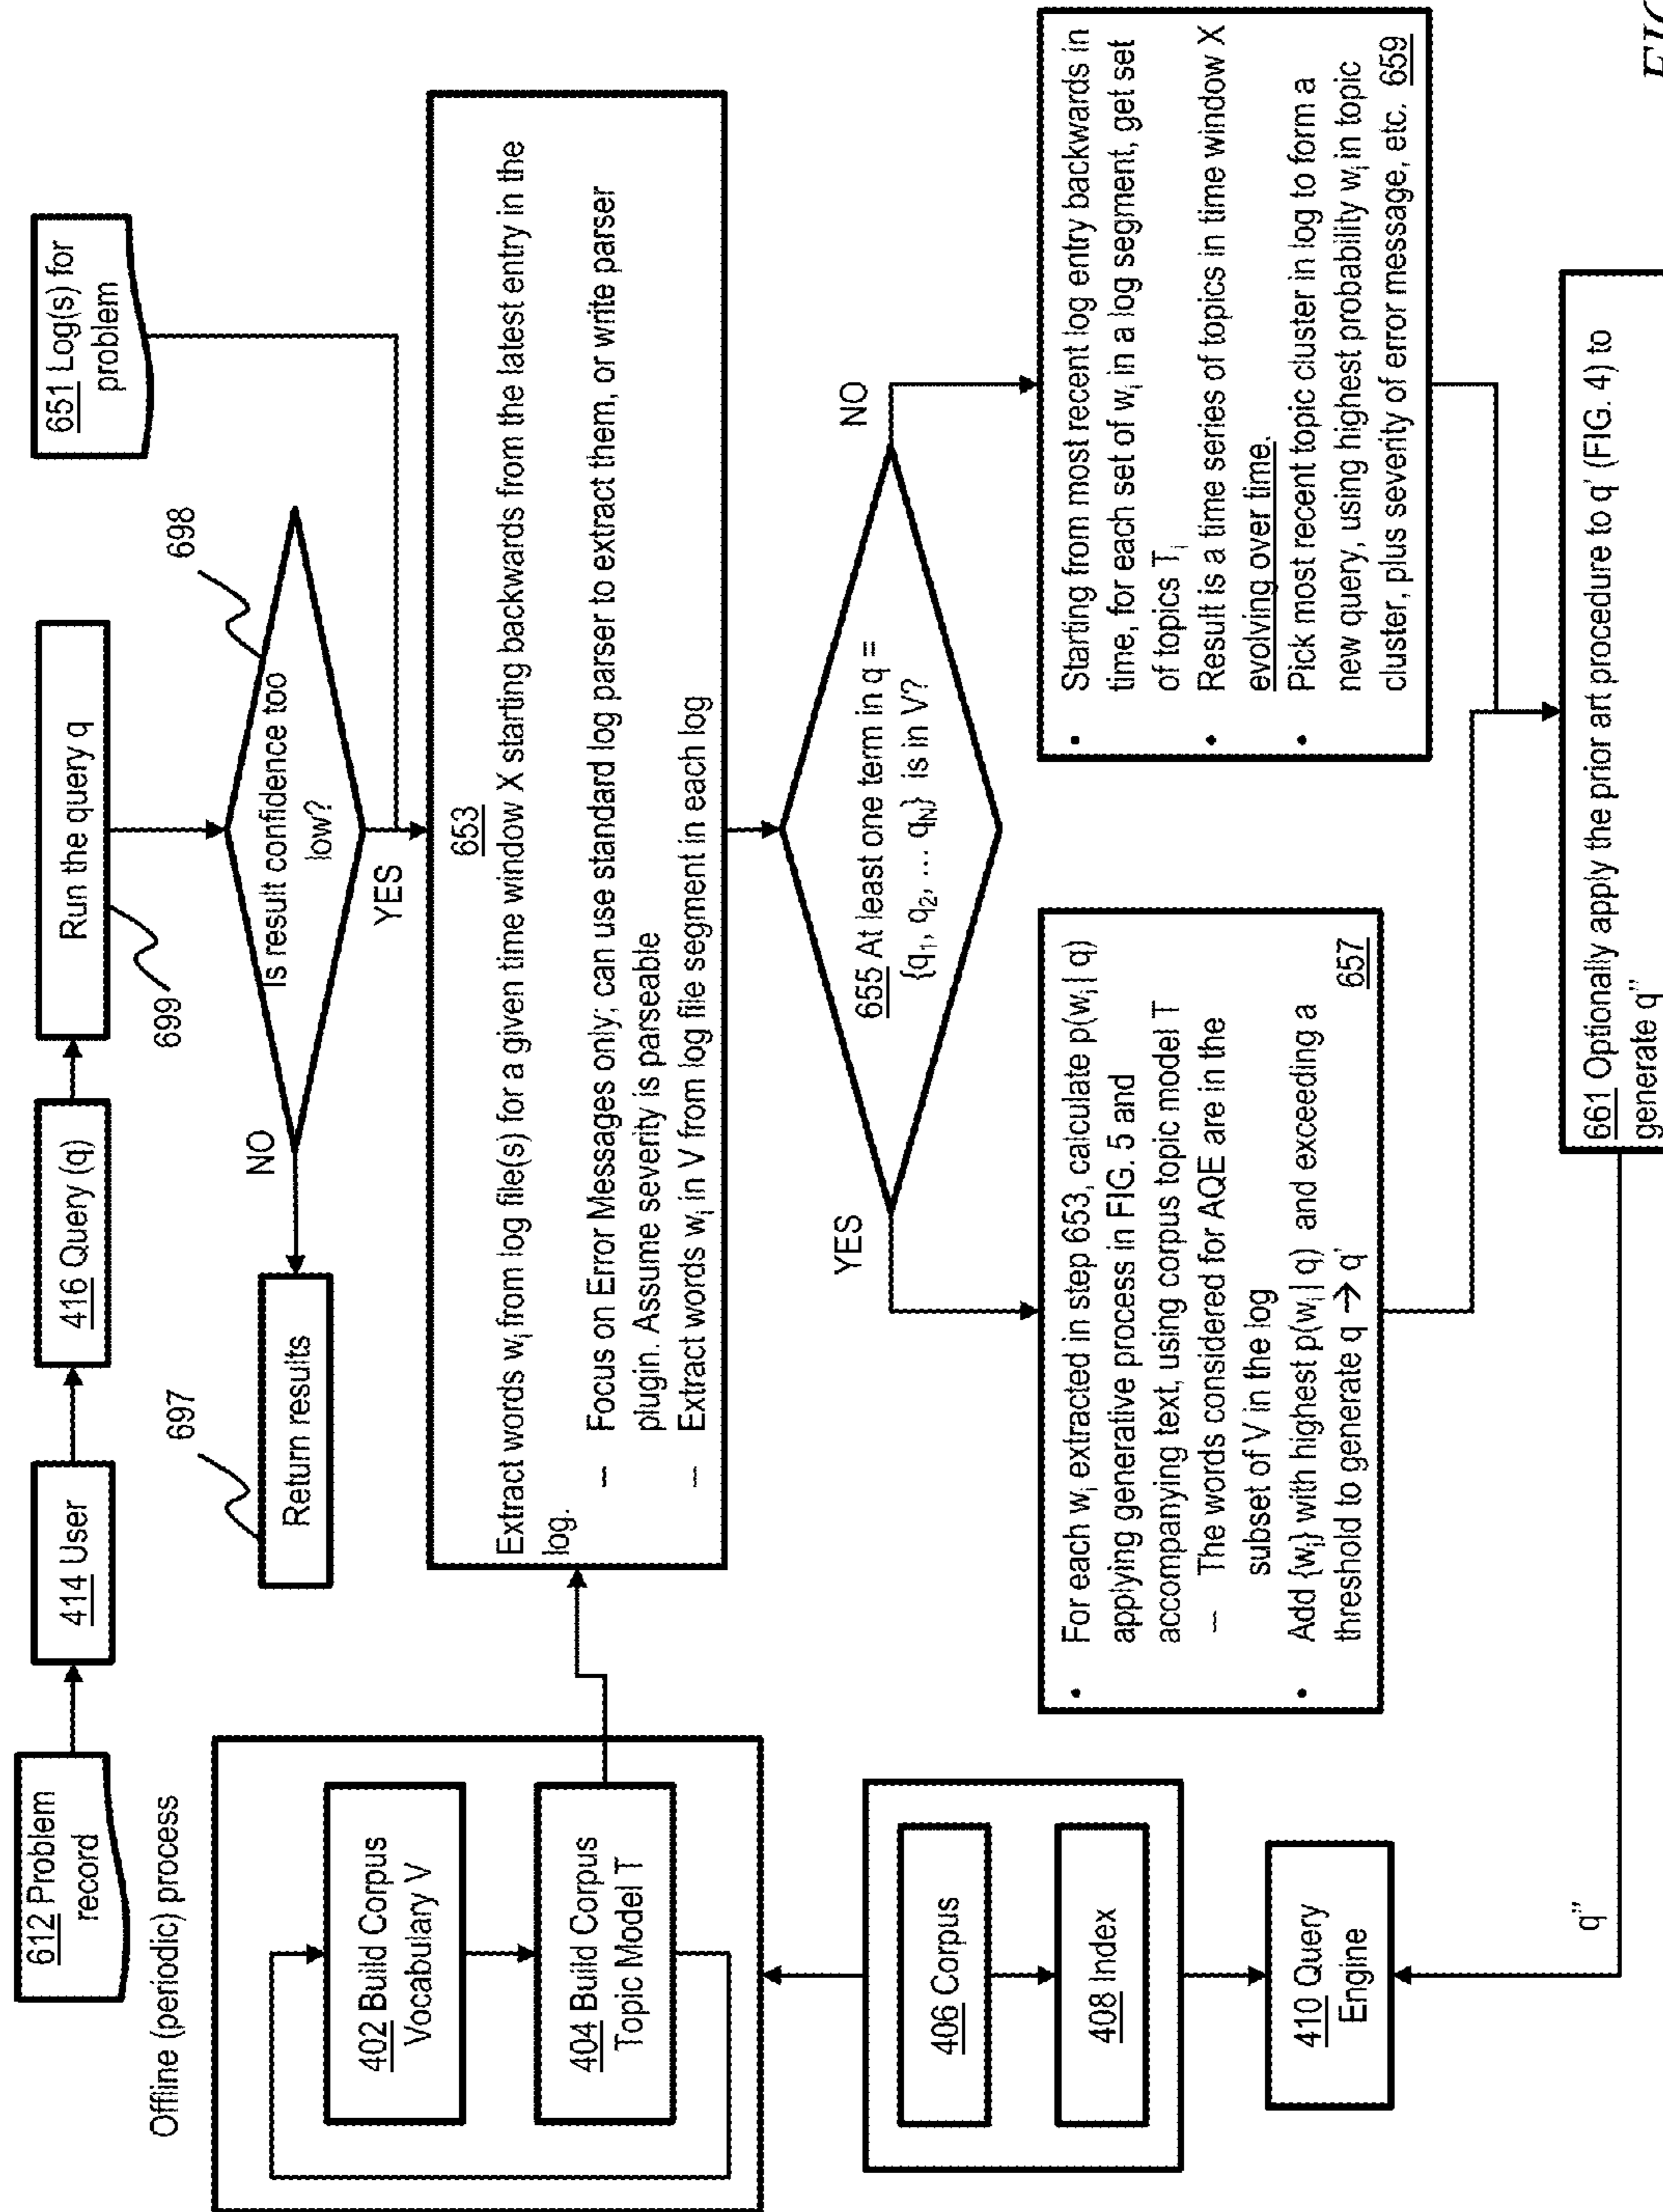 612 Problem
record
414 User
416 Query (q)
Run the query q
699
698
Is result confidence too
low?
NO
YES
697
Return results
651 Log(s) for
problem
Offline (periodic) process
402 Build Corpus
Vocabulary V
404 Build Corpus
Topic Model T
653
Extract words wᵢ from log file(s) for a given time window X starting backwards from the latest entry in the
log.
– Focus on Error Messages only; can use standard log parser to extract them, or write parser
plugin. Assume severity is parseable
– Extract words wᵢ in V from log file segment in each log
406 Corpus
408 Index
410 Query
Engine
655 At least one term in q =
{q₁, q₂, … q_N} is in V?
YES
NO
• For each wᵢ extracted in step 653, calculate p(wᵢ | q)
applying generative process in FIG. 5 and
accompanying text, using corpus topic model T
– The words considered for AQE are in the
subset of V in the log
• Add {wᵢ} with highest p(wᵢ | q) and exceeding a
threshold to generate q → q'
657
• Starting from most recent log entry backwards in
time, for each set of wᵢ in a log segment, get set
of topics Tᵢ
• Result is a time series of topics in time window X
evolving over time.
• Pick most recent topic cluster in log to form a
new query, using highest probability wᵢ in topic
cluster, plus severity of error message, etc. 659
661 Optionally apply the prior art procedure to q' (FIG. 4) to
generate q"
q"